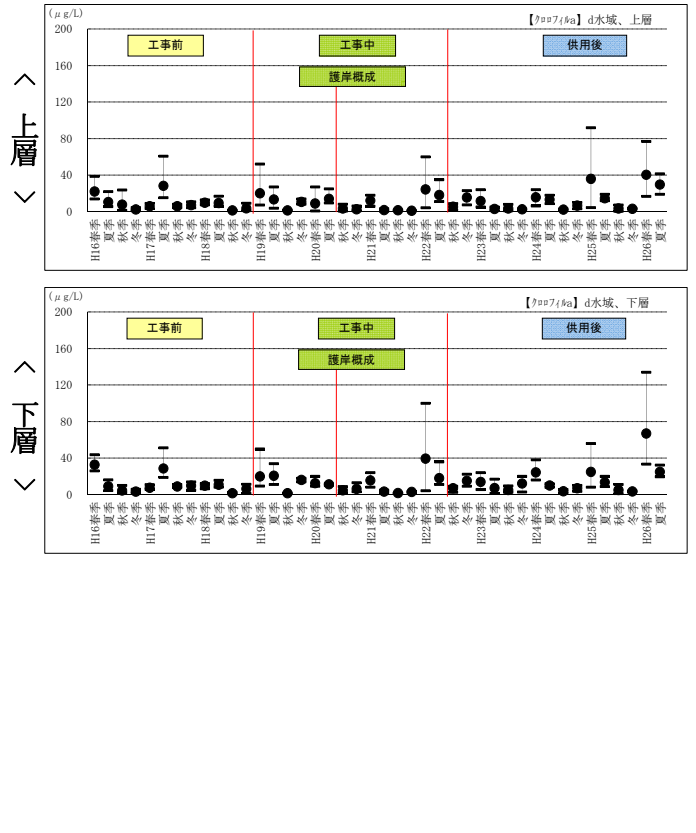 〈上層〉
(μg/L)
【クロロフィルa】d水域、上層
200
160
120
80
40
0
工事前
工事中
供用後
護岸概成
H16春季
夏季
秋季
冬季
H17春季
夏季
秋季
冬季
H18春季
夏季
秋季
冬季
H19春季
夏季
秋季
冬季
H20春季
夏季
秋季
冬季
H21春季
夏季
秋季
冬季
H22春季
夏季
秋季
冬季
H23春季
夏季
秋季
冬季
H24春季
夏季
秋季
冬季
H25春季
夏季
秋季
冬季
H26春季
夏季
〈下層〉
(μg/L)
【クロロフィルa】d水域、下層
200
160
120
80
40
0
工事前
工事中
供用後
護岸概成
H16春季
夏季
秋季
冬季
H17春季
夏季
秋季
冬季
H18春季
夏季
秋季
冬季
H19春季
夏季
秋季
冬季
H20春季
夏季
秋季
冬季
H21春季
夏季
秋季
冬季
H22春季
夏季
秋季
冬季
H23春季
夏季
秋季
冬季
H24春季
夏季
秋季
冬季
H25春季
夏季
秋季
冬季
H26春季
夏季